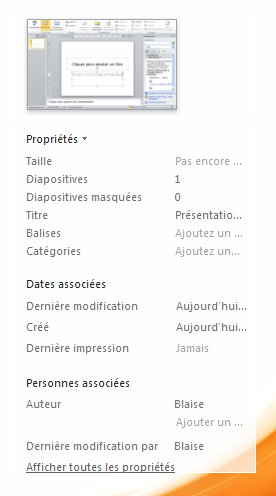 Cliquez pour ajouter un titre
Propriétés
Taille Pas encore ...
Diapositives 1
Diapositives masquées 0
Titre Présentatio...
Balises Ajoutez un ...
Catégories Ajoutez un...
Dates associées
Dernière modification Aujourd'hui...
Créé Aujourd'hui...
Dernière impression Jamais
Personnes associées
Auteur Blaise
Ajouter un ...
Dernière modification par Blaise
Afficher toutes les propriétés